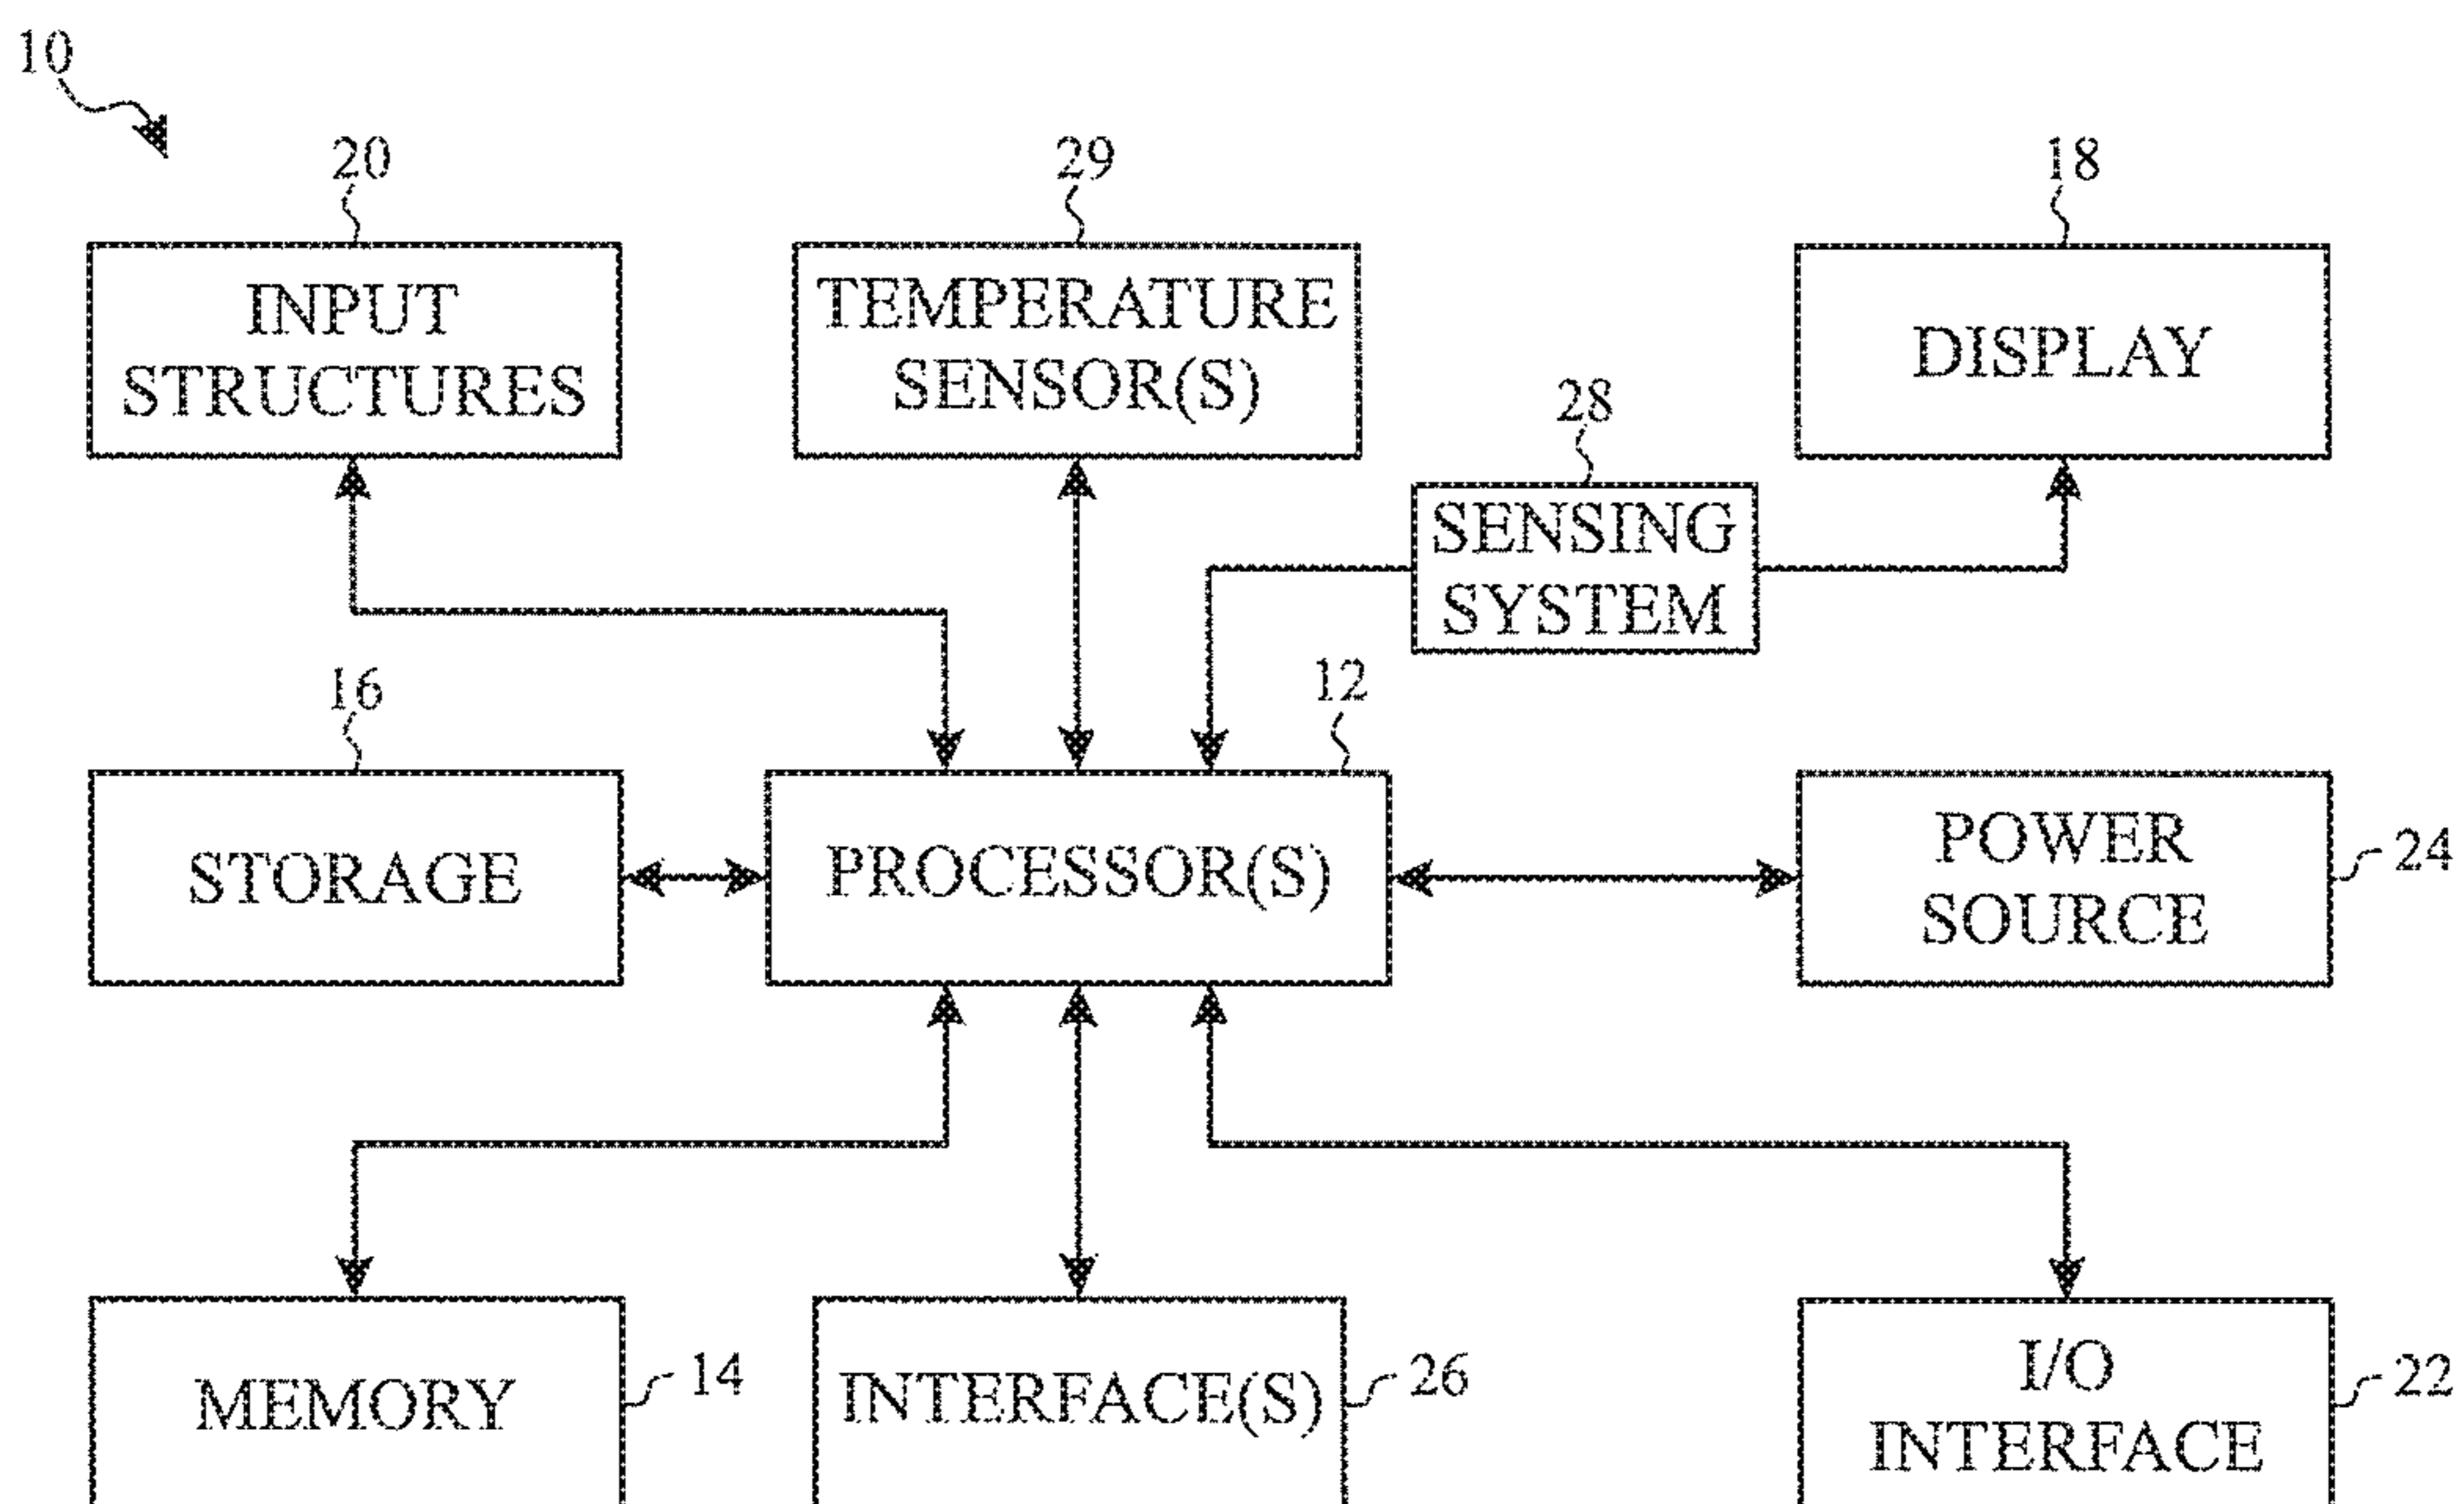 10
20
29
18
INPUT
STRUCTURES
TEMPERATURE
SENSOR(S)
DISPLAY
28
SENSING
SYSTEM
16
12
STORAGE
PROCESSOR(S)
POWER
SOURCE
24
MEMORY
14
INTERFACE(S)
26
I/O
INTERFACE
22